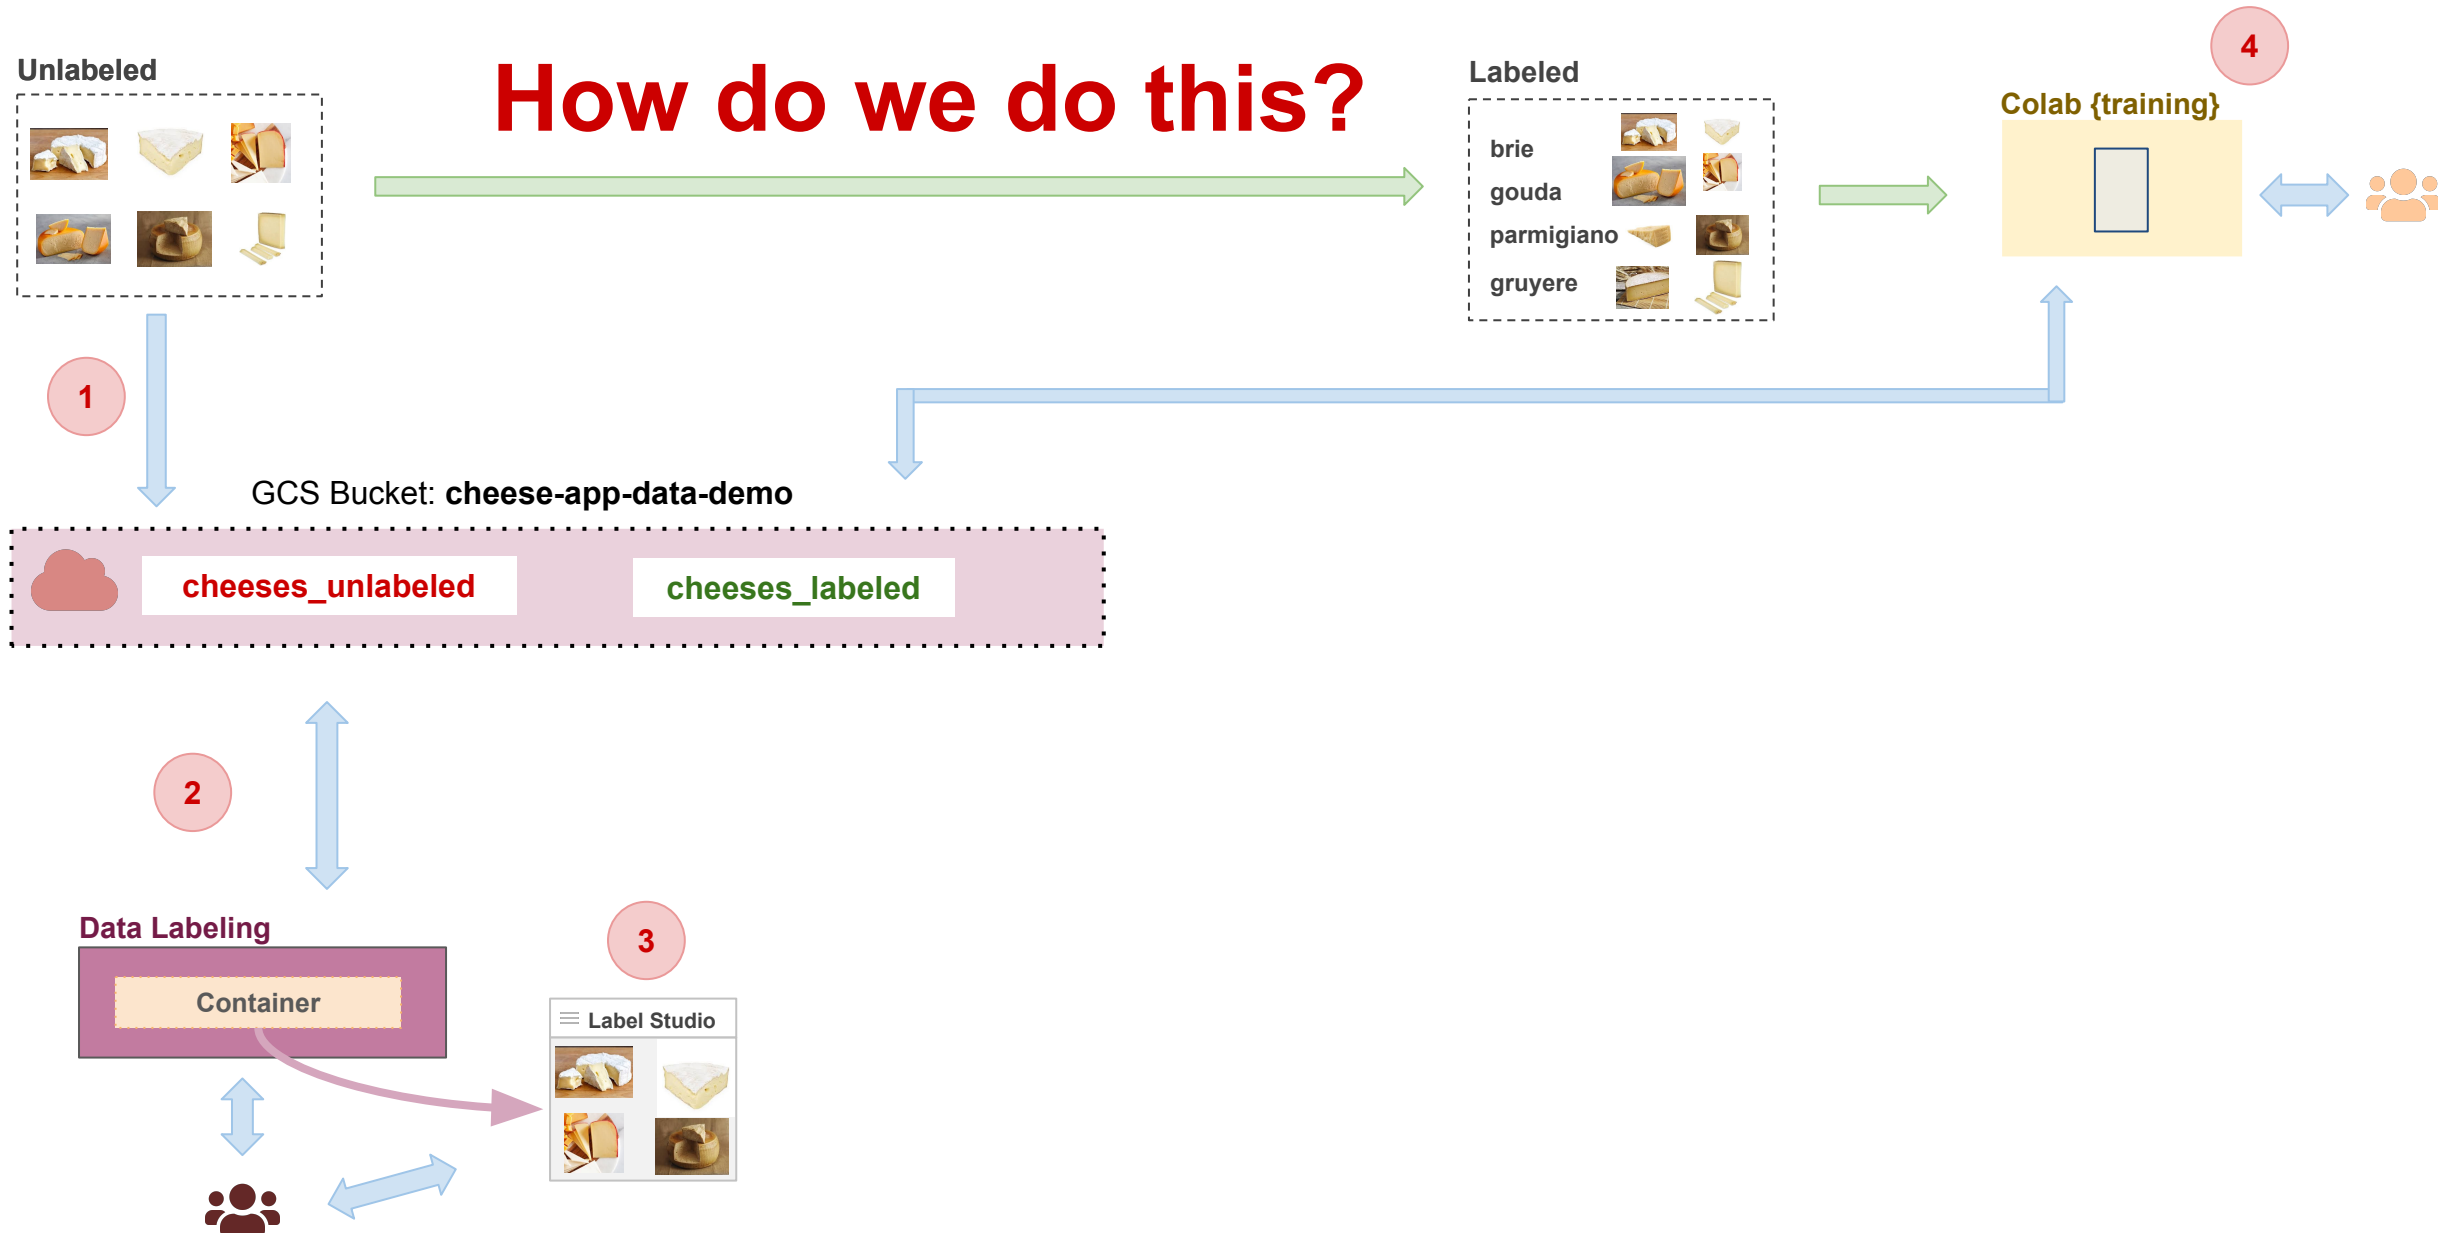 Unlabeled
How do we do this?
Labeled
brie
gouda
parmigiano
gruyere
4
Colab {training}
1
GCS Bucket: cheese-app-data-demo
cheeses_unlabeled
cheeses_labeled
2
Data Labeling
Container
3
Label Studio